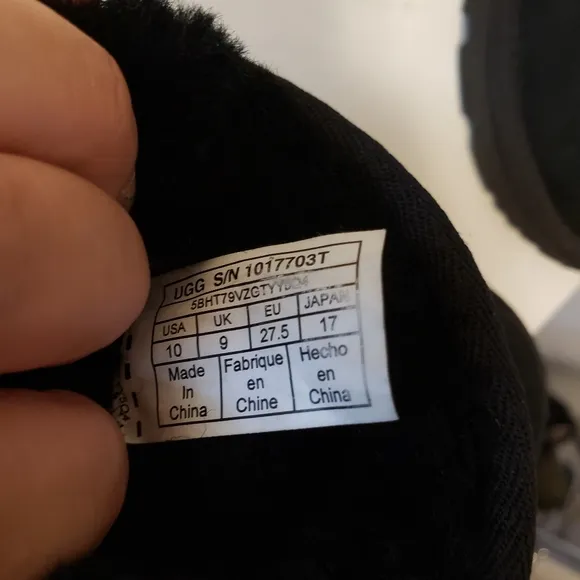 UGG S/N 1017703T
USA UK EU JAPAN
10 9 27.5 17
Made Fabrique Hecho
In en en
China Chine China